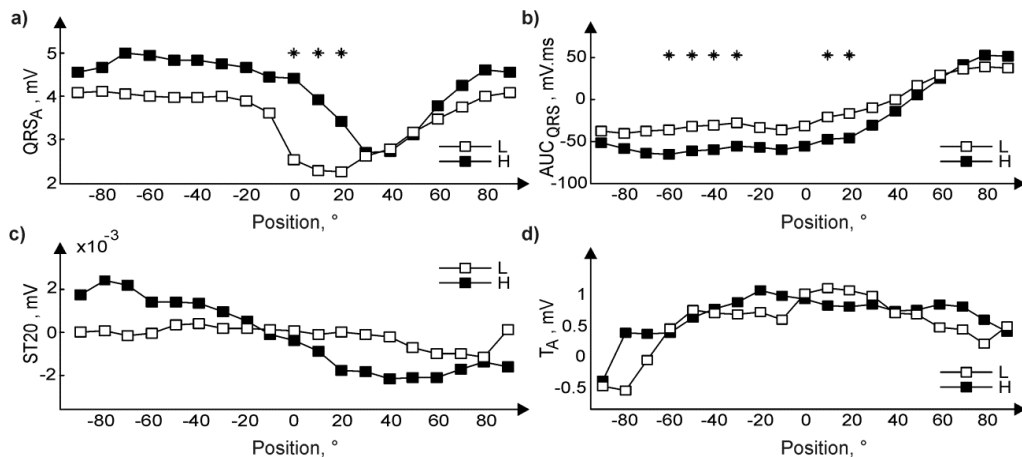 a)
5
4
3
2
QRSA , mV
L
H
-80 -60 -40 -20 0 20 40 60 80
Position, °
b)
50
0
-50
-100
AUCQRS , mV.ms
L
H
-80 -60 -40 -20 0 20 40 60 80
Position, °
c)
x10-3
2
0
-2
ST20 , mV
L
H
-80 -60 -40 -20 0 20 40 60 80
Position, °
d)
1
0.5
0
-0.5
TA , mV
L
H
-80 -60 -40 -20 0 20 40 60 80
Position, °